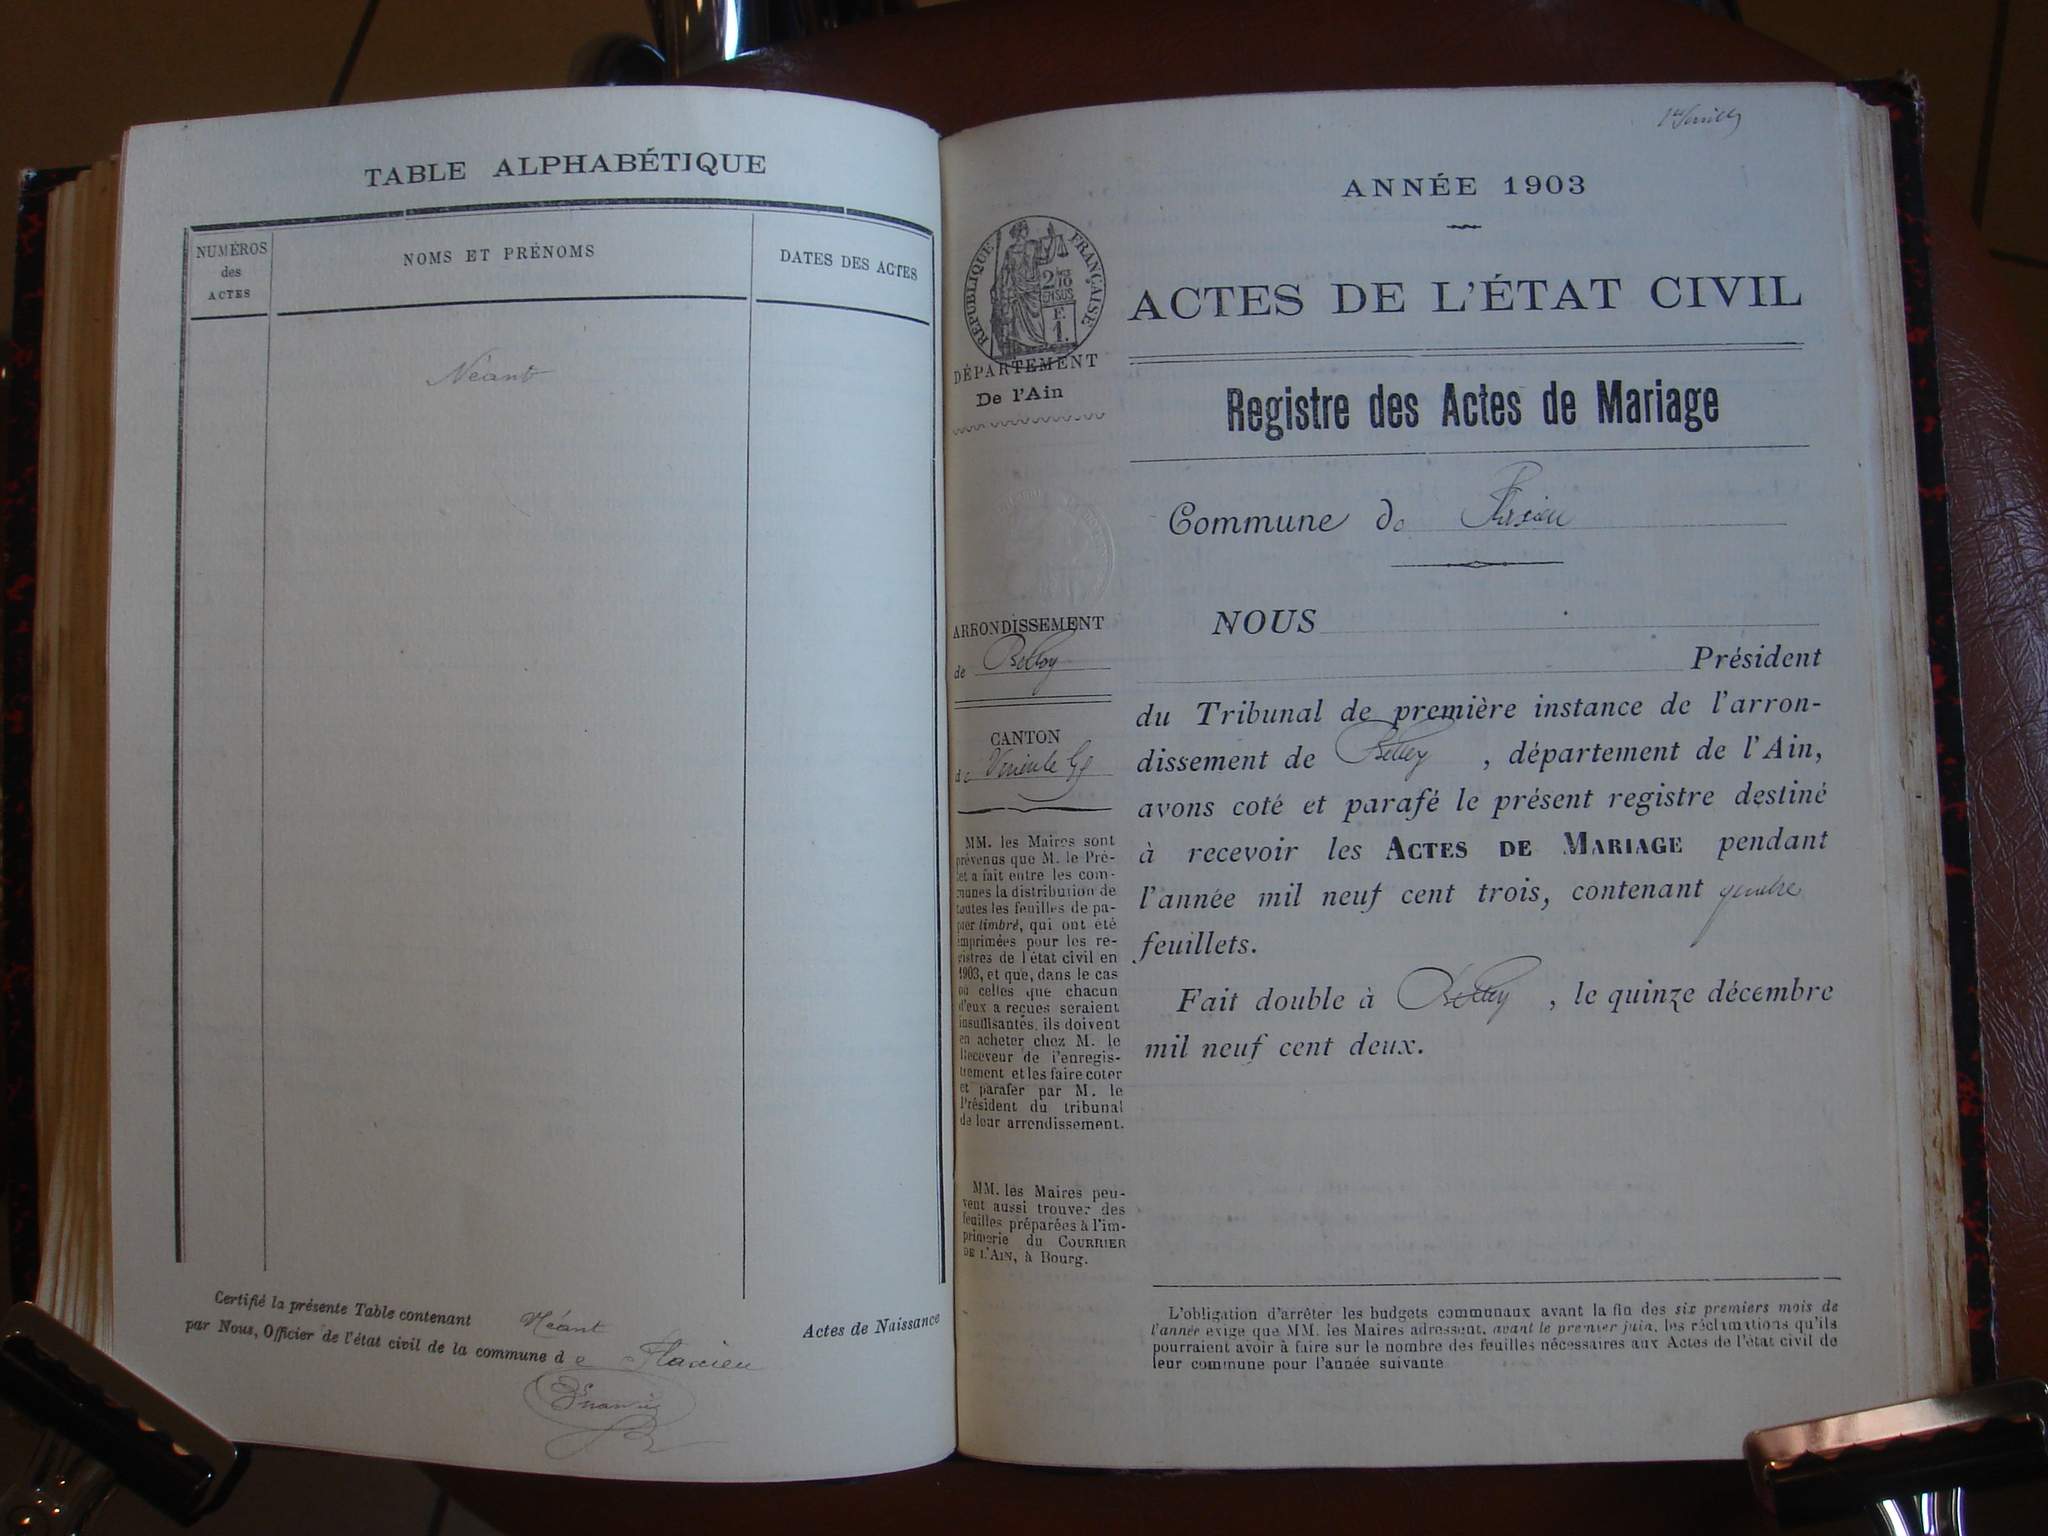 TABLE ALPHABÉTIQUE
NUMÉROS
des
ACTES
NOMS ET PRÉNOMS
DATES DES ACTES
Néant
Certifié la présente Table contenant Néant Actes de Naissance
par Nous, Officier de l'état civil de la commune de Flaxieu
ANNÉE 1903
RÉPUBLIQUE FRANÇAISE
2/10
EN SUS
F.
1.
DÉPARTEMENT
De l'Ain
ACTES DE L'ÉTAT CIVIL
Registre des Actes de Mariage
Commune de Flaxieu
ARRONDISSEMENT
de Belley
CANTON
de Virieu le Gd
MM. les Maires sont
prévenus que M. le Pré-
fet a fait entre les com-
munes la distribution de
toutes les feuilles de pa-
pier timbré, qui ont été
imprimées pour les re-
gistres de l'état civil en
1903, et que, dans le cas
où celles que chacun
d'eux a reçues seraient
insuffisantes, ils doivent
en acheter chez M. le
Receveur de l'enregis-
trement et les faire coter
et parafer par M. le
Président du tribunal
de leur arrondissement.
MM. les Maires peu-
vent aussi trouver des
feuilles préparées à l'im-
primerie du COURRIER
DE L'AIN, à Bourg.
NOUS
Président
du Tribunal de première instance de l'arron-
dissement de Belley, département de l'Ain,
avons coté et parafé le présent registre destiné
à recevoir les ACTES DE MARIAGE pendant
l'année mil neuf cent trois, contenant
feuillets.
Fait double à Belley, le quinze décembre
mil neuf cent deux.
L'obligation d'arrêter les budgets communaux avant la fin des six premiers mois de
l'année exige que MM. les Maires adressent, avant le premier juin, les réclamations qu'ils
pourraient avoir à faire sur le nombre des feuilles nécessaires aux Actes de l'état civil de
leur commune pour l'année suivante